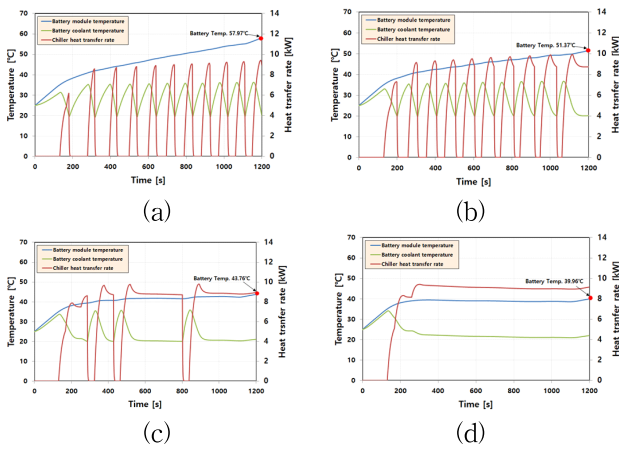 70
60
50
40
30
20
10
0
Temperature [℃]
Battery module temperature
Battery coolant temperature
Chiller heat transfer rate
Battery Temp. 57.97℃
14
12
10
8
6
4
2
0
Heat trsnfer rate [kW]
0 200 400 600 800 1000 1200
Time [s]
(a)
70
60
50
40
30
20
10
0
Temperature [℃]
Battery module temperature
Battery coolant temperature
Chiller heat transfer rate
Battery Temp. 51.37℃
14
12
10
8
6
4
2
0
Heat trsnfer rate [kW]
0 200 400 600 800 1000 1200
Time [s]
(b)
70
60
50
40
30
20
10
0
Temperature [℃]
Battery module temperature
Battery coolant temperature
Chiller heat transfer rate
Battery Temp. 43.76℃
14
12
10
8
6
4
2
0
Heat trsnfer rate [kW]
0 200 400 600 800 1000 1200
Time [s]
(c)
70
60
50
40
30
20
10
0
Temperature [℃]
Battery module temperature
Battery coolant temperature
Chiller heat transfer rate
Battery Temp. 39.96℃
14
12
10
8
6
4
2
0
Heat trsnfer rate [kW]
0 200 400 600 800 1000 1200
Time [s]
(d)